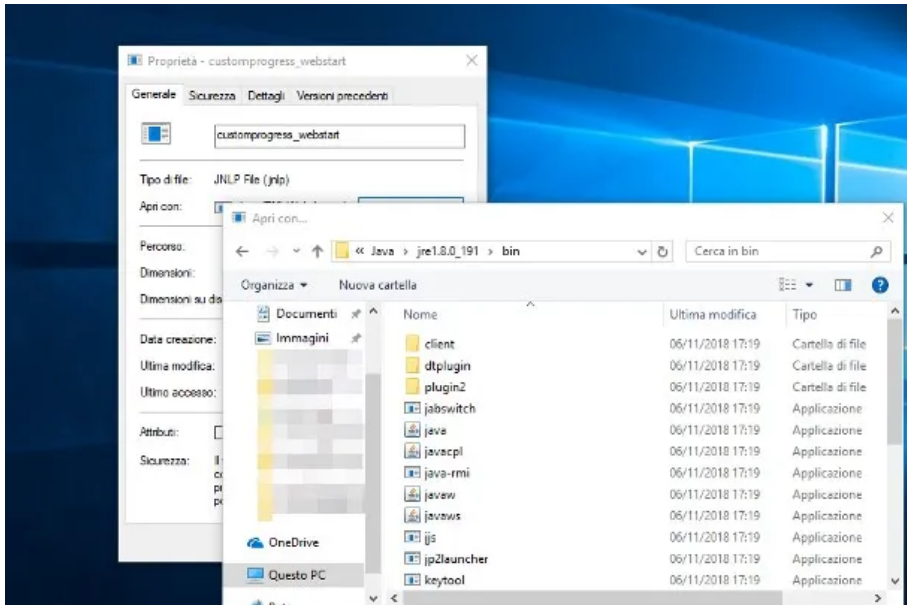 Proprietà - customprogress_webstart
Generale Sicurezza Dettagli Versioni precedenti
customprogress_webstart
Tipo di file: JNLP File (.jnlp)
Apri con:
Percorso:
Dimensioni:
Dimensioni su dis
Data creazione:
Ultima modifica:
Ultimo accesso:
Attributi:
Sicurezza:
Apri con...
« Java › jre1.8.0_191 › bin
Cerca in bin
Organizza Nuova cartella
Documenti
Immagini
OneDrive
Questo PC
Nome Ultima modifica Tipo
client 06/11/2018 17:19 Cartella di file
dtplugin 06/11/2018 17:19 Cartella di file
plugin2 06/11/2018 17:19 Cartella di file
jabswitch 06/11/2018 17:19 Applicazione
java 06/11/2018 17:19 Applicazione
javacpl 06/11/2018 17:19 Applicazione
java-rmi 06/11/2018 17:19 Applicazione
javaw 06/11/2018 17:19 Applicazione
javaws 06/11/2018 17:19 Applicazione
jjs 06/11/2018 17:19 Applicazione
jp2launcher 06/11/2018 17:19 Applicazione
keytool 06/11/2018 17:19 Applicazione